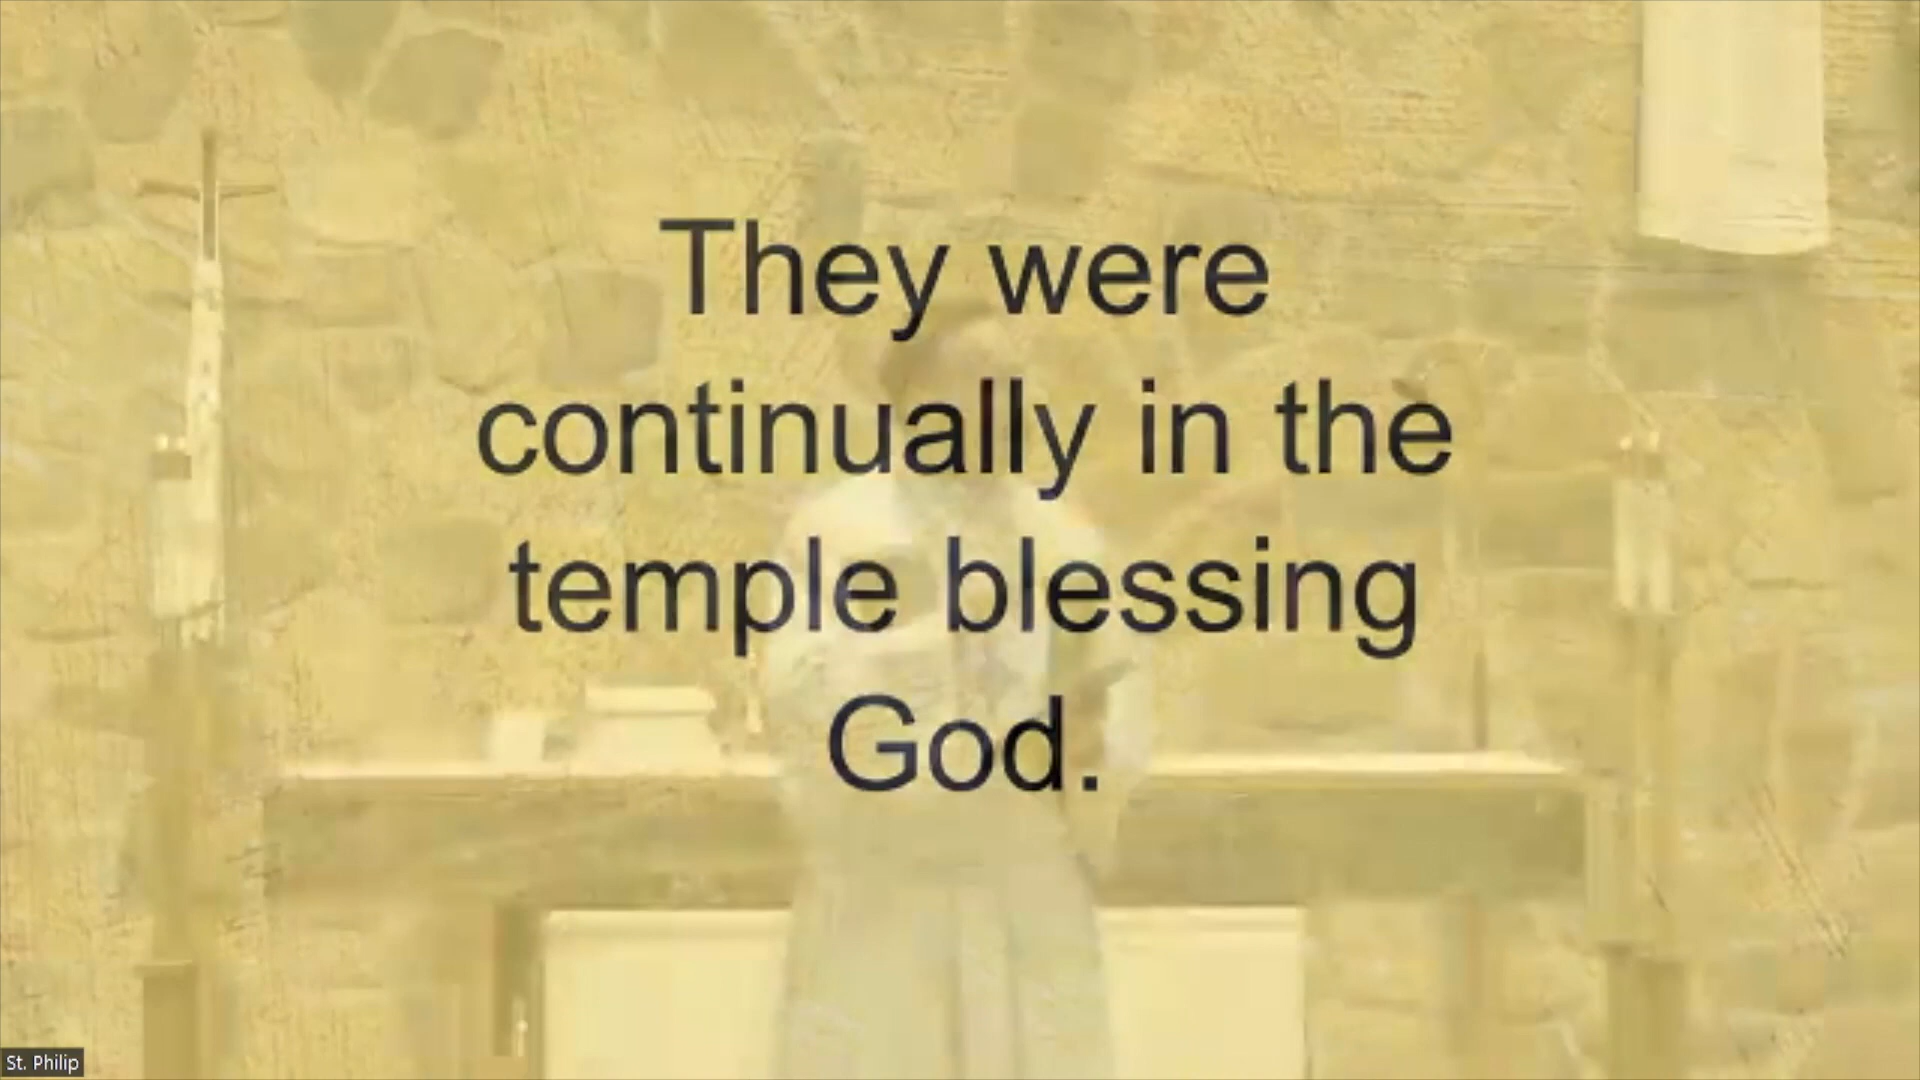 They were
continually in the
temple blessing
God.
St. Philip